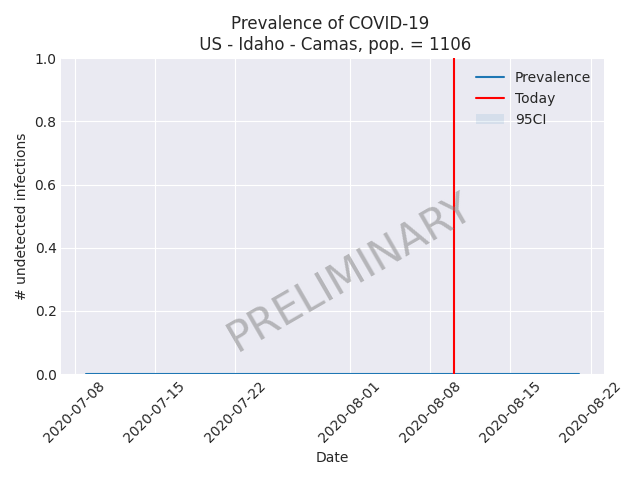 Prevalence of COVID-19
US - Idaho - Camas, pop. = 1106
1.0
Prevalence
Today
95CI
0.8
0.6
0.4
0.2
0.0
# undetected infections
PRELIMINARY
2020-07-08
2020-07-15
2020-07-22
2020-08-01
2020-08-08
2020-08-15
2020-08-22
Date